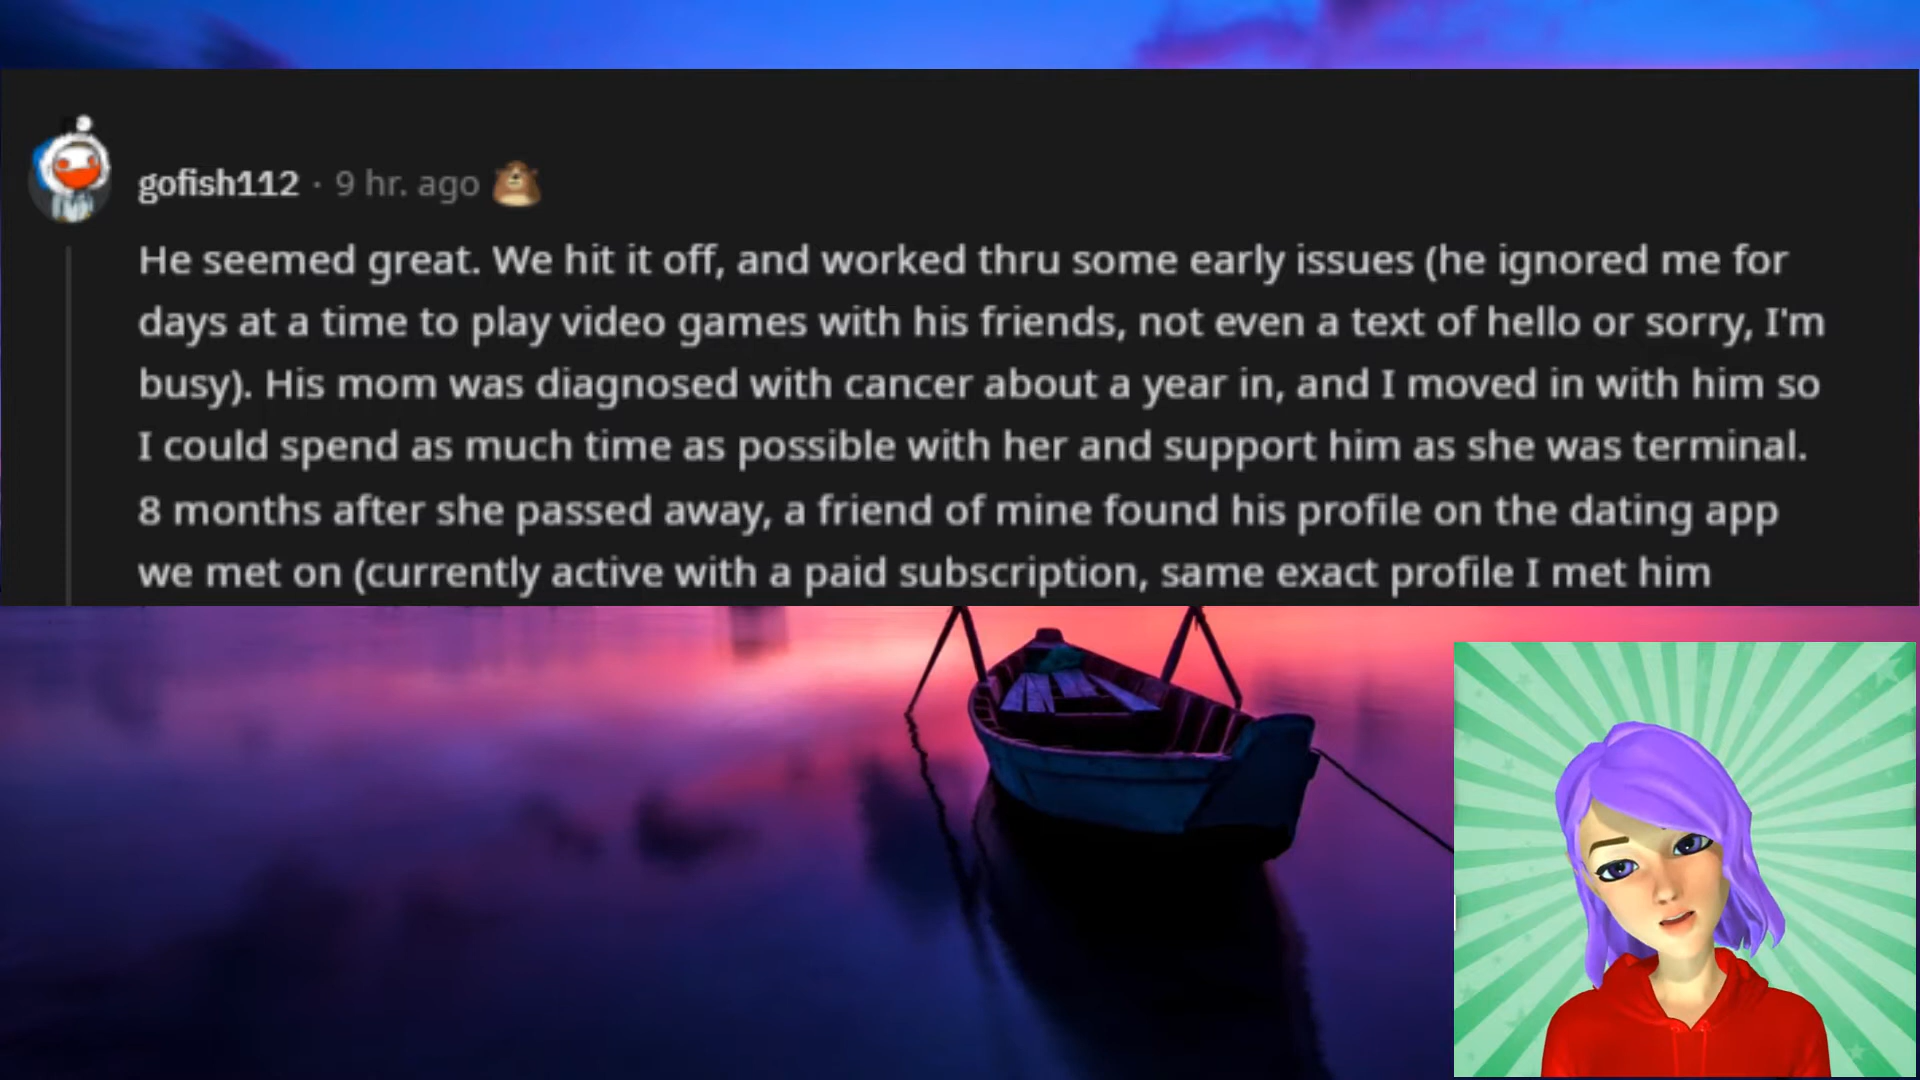 gofish112 · 9 hr. ago
He seemed great. We hit it off, and worked thru some early issues (he ignored me for
days at a time to play video games with his friends, not even a text of hello or sorry, I'm
busy). His mom was diagnosed with cancer about a year in, and I moved in with him so
I could spend as much time as possible with her and support him as she was terminal.
8 months after she passed away, a friend of mine found his profile on the dating app
we met on (currently active with a paid subscription, same exact profile I met him